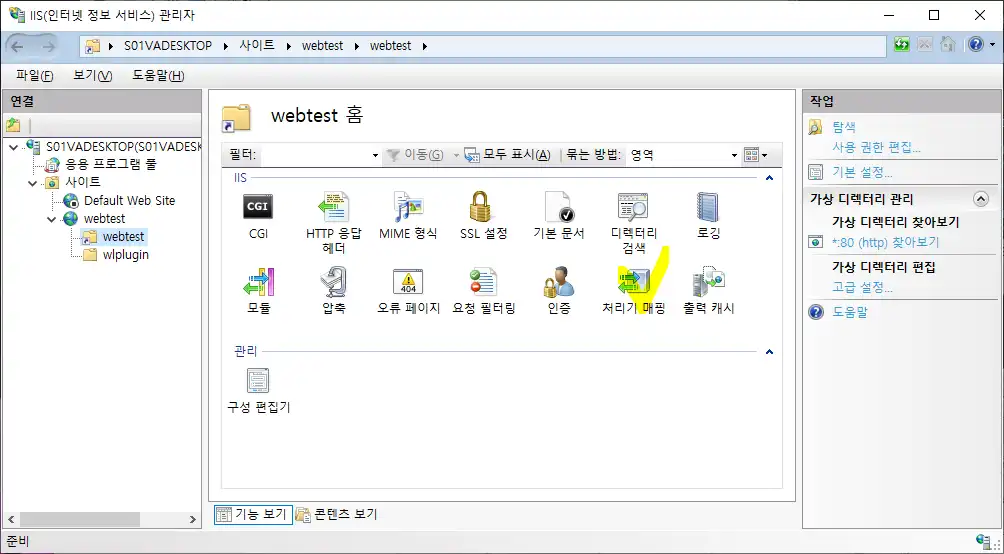 IIS(인터넷 정보 서비스) 관리자
S01VADESKTOP 사이트 webtest webtest
파일(F) 보기(V) 도움말(H)
연결
S01VADESKTOP(S01VADESK
응용 프로그램 풀
사이트
Default Web Site
webtest
webtest
wlplugin
webtest 홈
필터: 이동(G) 모두 표시(A) 묶는 방법: 영역
IIS
CGI
CGI HTTP 응답 헤더 MIME 형식 SSL 설정 기본 문서 디렉터리 검색 로깅
404
모듈 압축 오류 페이지 요청 필터링 인증 처리기 매핑 출력 캐시
관리
구성 편집기
기능 보기 콘텐츠 보기
작업
탐색
사용 권한 편집...
기본 설정...
가상 디렉터리 관리
가상 디렉터리 찾아보기
*:80 (http) 찾아보기
가상 디렉터리 편집
고급 설정...
도움말
준비